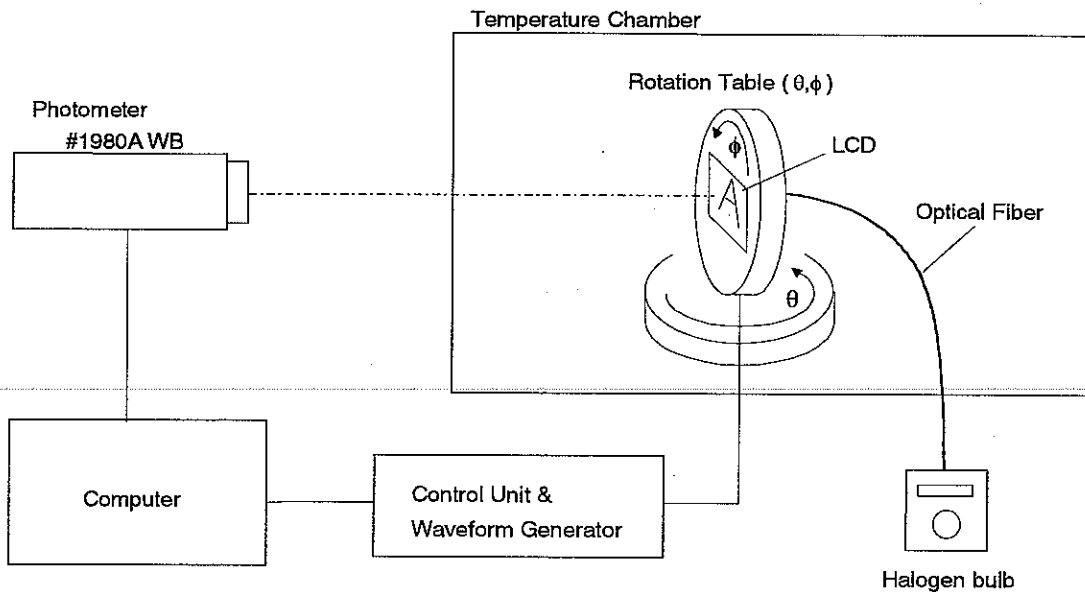 Temperature Chamber
Rotation Table ( θ,ϕ )
Photometer
#1980A WB
ϕ
LCD
A
Optical Fiber
θ
Computer
Control Unit &
Waveform Generator
Halogen bulb